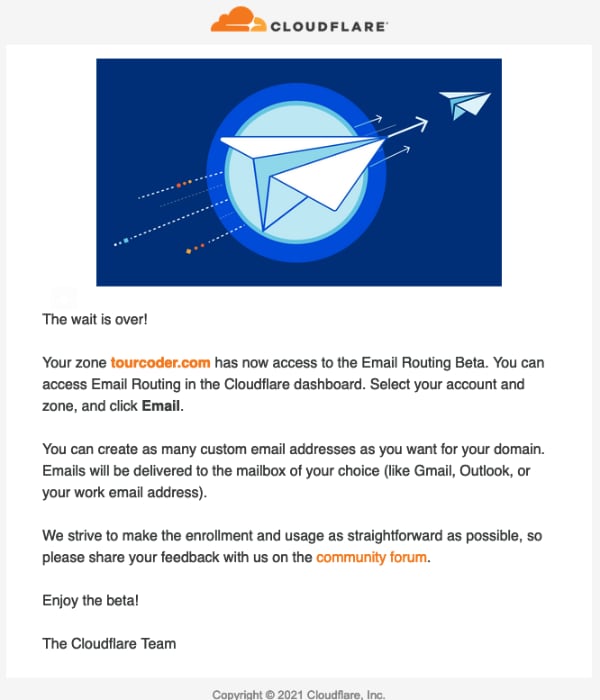 CLOUDFLARE
The wait is over!
Your zone tourcoder.com has now access to the Email Routing Beta. You can
access Email Routing in the Cloudflare dashboard. Select your account and
zone, and click Email.
You can create as many custom email addresses as you want for your domain.
Emails will be delivered to the mailbox of your choice (like Gmail, Outlook, or
your work email address).
We strive to make the enrollment and usage as straightforward as possible, so
please share your feedback with us on the community forum.
Enjoy the beta!
The Cloudflare Team
Copyright © 2021 Cloudflare, Inc.